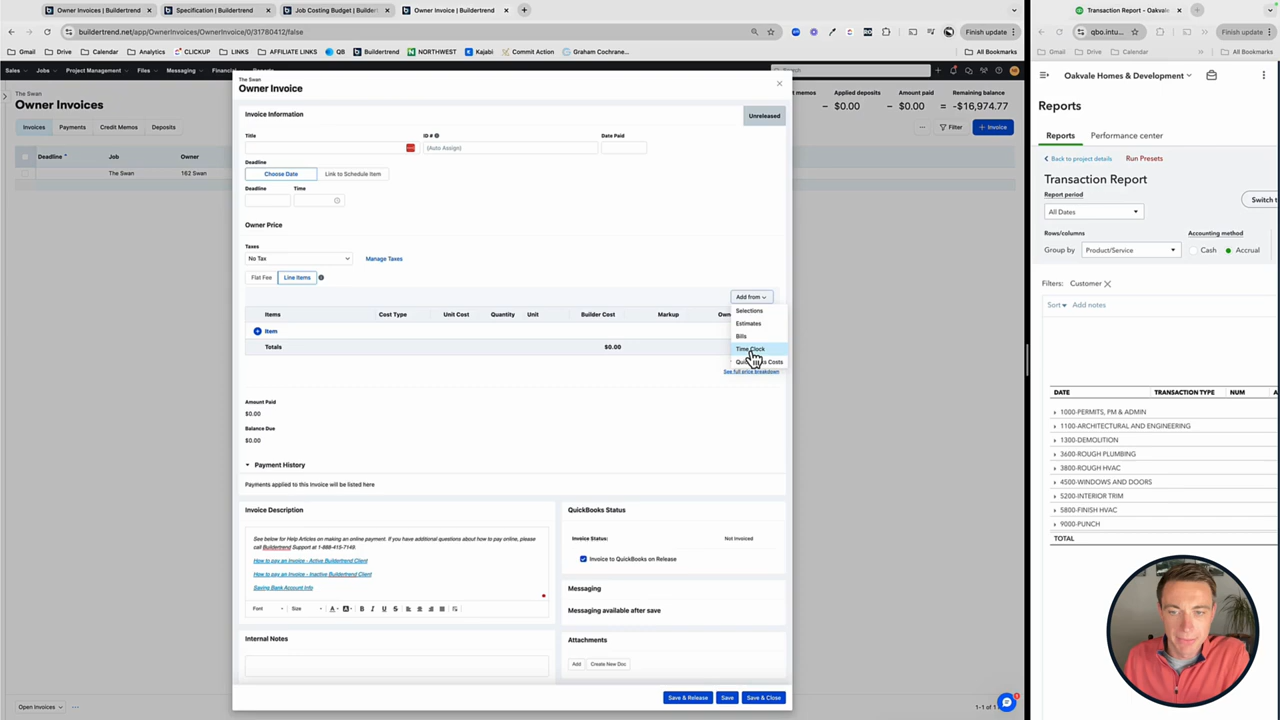 Owner Invoices | Buildertrend
Specification | Buildertrend
Job Costing Budget | Builder
Owner Invoice | Buildertrend
Transaction Report - Oakvale
buildertrend.net/app/OwnerInvoices/OwnerInvoice/0/31780412/false
Finish update
qbo.intu
Finish update
Gmail
Drive
Calendar
Analytics
CLICKUP
LINKS
AFFILIATE LINKS
QB
Buildertrend
NORTHWEST
Kajabi
Commit Action
Graham Cochrane...
All Bookmarks
Gmail
Drive
Calendar
All Bookmarks
Sales
Jobs
Project Management
Files
Messaging
Financial
Search
Oakvale Homes & Development
The Swan
Owner Invoices
memos
Applied deposits
Amount paid
Remaining balance
- $0.00
- $0.00
= -$16,974.77
Invoices
Payments
Credit Memos
Deposits
Filter
+ Invoice
Deadline
Job
Owner
The Swan
162 Swan
The Swan
Owner Invoice
Invoice Information
Unreleased
Title
ID #
Date Paid
(Auto Assign)
Deadline
Choose Date
Link to Schedule Item
Deadline
Time
Owner Price
Taxes
No Tax
Manage Taxes
Flat Fee
Line Items
Add from
Selections
Estimates
Bills
Time Clock
Costs
Items
Cost Type
Unit Cost
Quantity
Unit
Builder Cost
Markup
Item
Totals
$0.00
See full price breakdown
Amount Paid
$0.00
Balance Due
$0.00
Payment History
Payments applied to this invoice will be listed here
Invoice Description
See below for Help Articles on making an online payment. If you have additional questions about how to pay online, please
call Buildertrend Support at 1-888-415-7149.
How to pay an Invoice - Active Buildertrend Client
How to pay an Invoice - Inactive Buildertrend Client
Saving Bank Account Info
Font
Size
Internal Notes
QuickBooks Status
Invoice Status:
Not Invoiced
Invoice to QuickBooks on Release
Messaging
Messaging available after save
Attachments
Add
Create New Doc
Save & Release
Save
Save & Close
Open Invoices
1-1 of 1
Reports
Reports
Performance center
Back to project details
Run Presets
Transaction Report
Report period
Switch t
All Dates
Rows/columns
Accounting method
Group by
Product/Service
Cash
Accrual
Filters:
Customer
Sort
Add notes
DATE
TRANSACTION TYPE
NUM
A
1000-PERMITS, PM & ADMIN
1100-ARCHITECTURAL AND ENGINEERING
1300-DEMOLITION
3600-ROUGH PLUMBING
3800-ROUGH HVAC
4500-WINDOWS AND DOORS
5200-INTERIOR TRIM
5800-FINISH HVAC
9000-PUNCH
TOTAL